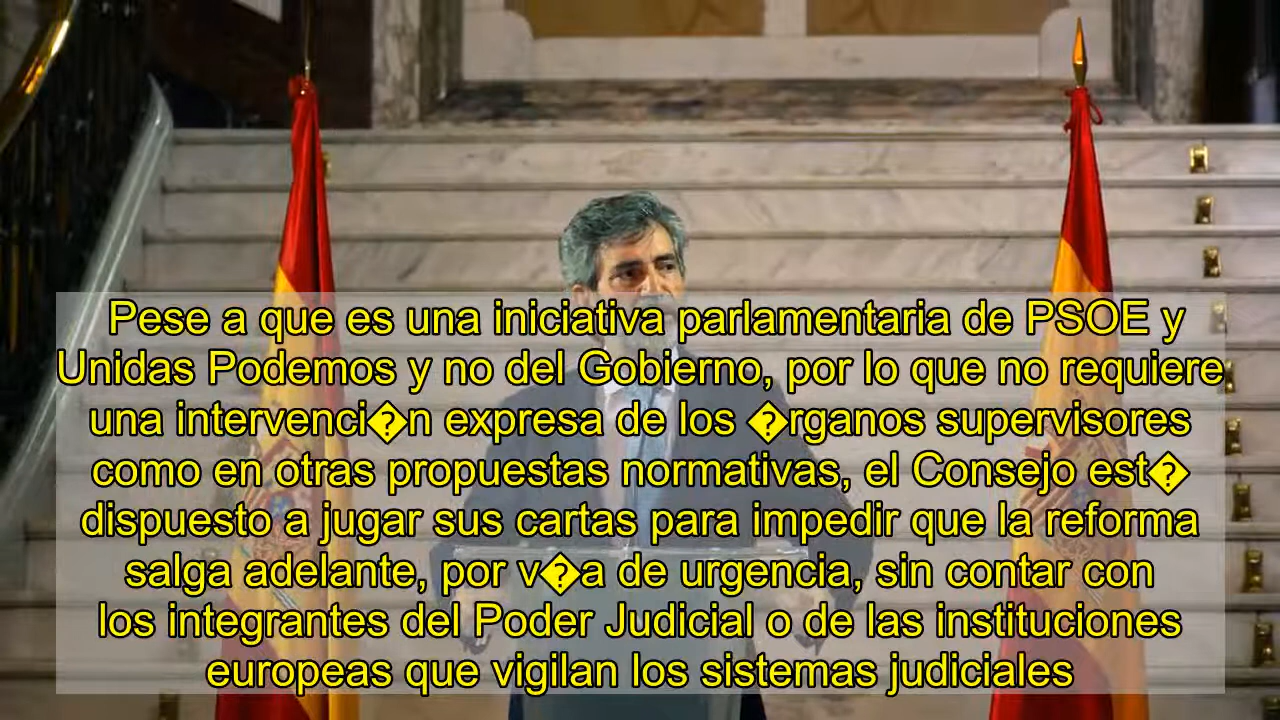 Pese a que es una iniciativa parlamentaria de PSOE y
Unidas Podemos y no del Gobierno, por lo que no requiere
una intervenci�n expresa de los �rganos supervisores
como en otras propuestas normativas, el Consejo est�
dispuesto a jugar sus cartas para impedir que la reforma
salga adelante, por v�a de urgencia, sin contar con
los integrantes del Poder Judicial o de las instituciones
europeas que vigilan los sistemas judiciales